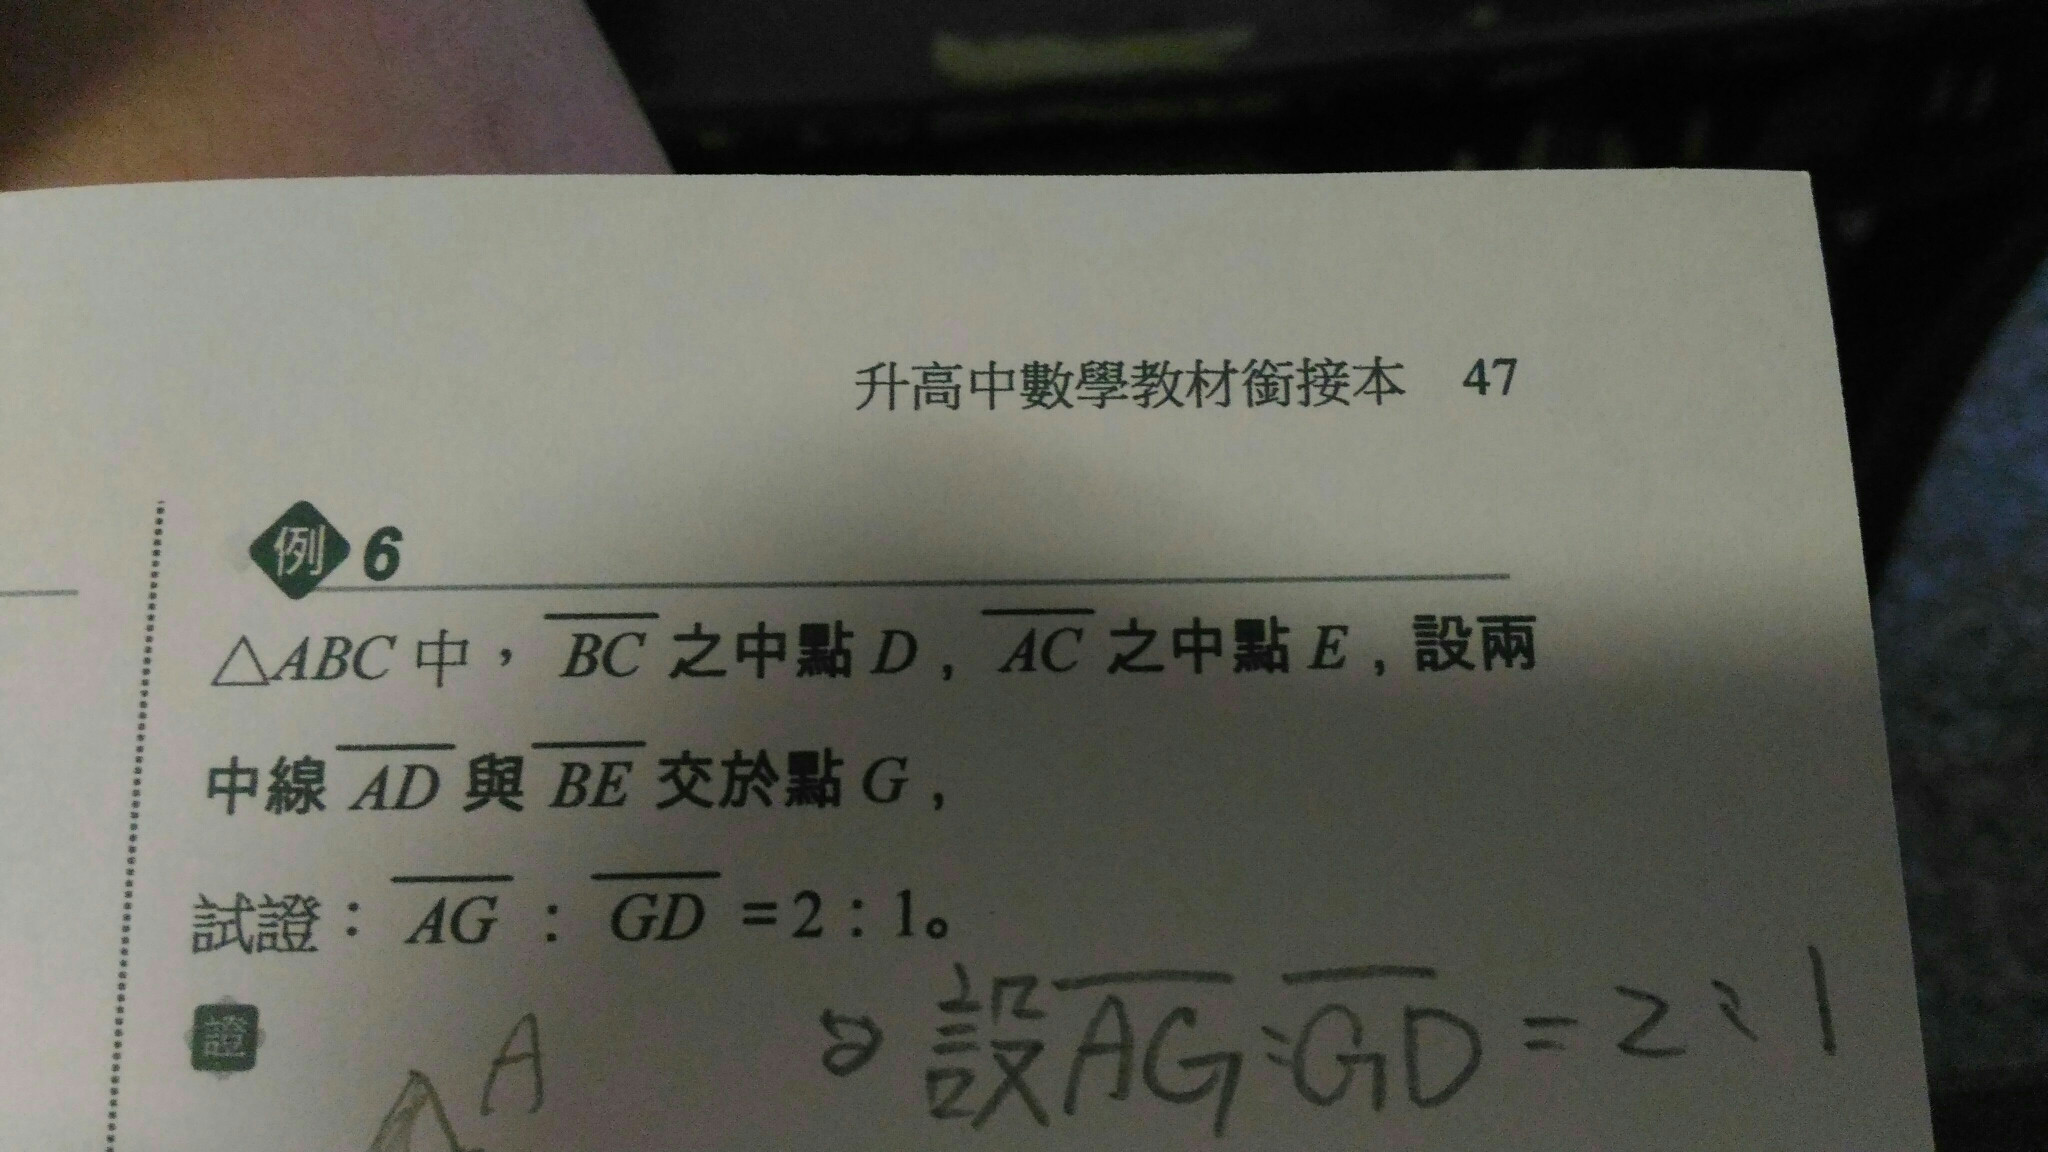 升高中數學教材銜接本 47
例 6
△ABC 中， BC 之中點 D , AC 之中點 E , 設兩
中線 AD 與 BE 交於點 G ,
試證： AG : GD =2 : 1。
證
A
設 AG : GD = 2 : 1